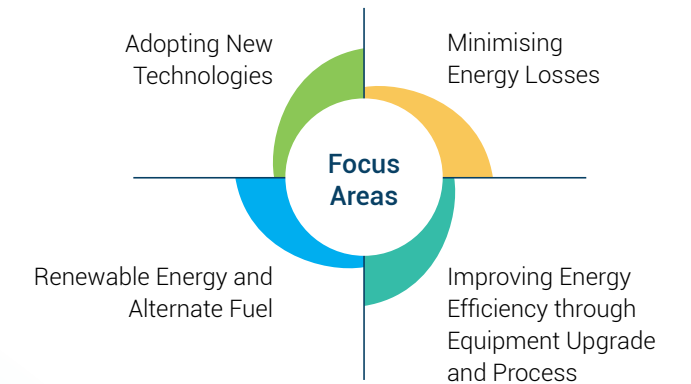 Adopting New
Technologies
Minimising
Energy Losses
Focus
Areas
Renewable Energy and
Alternate Fuel
Improving Energy
Efficiency through
Equipment Upgrade
and Process